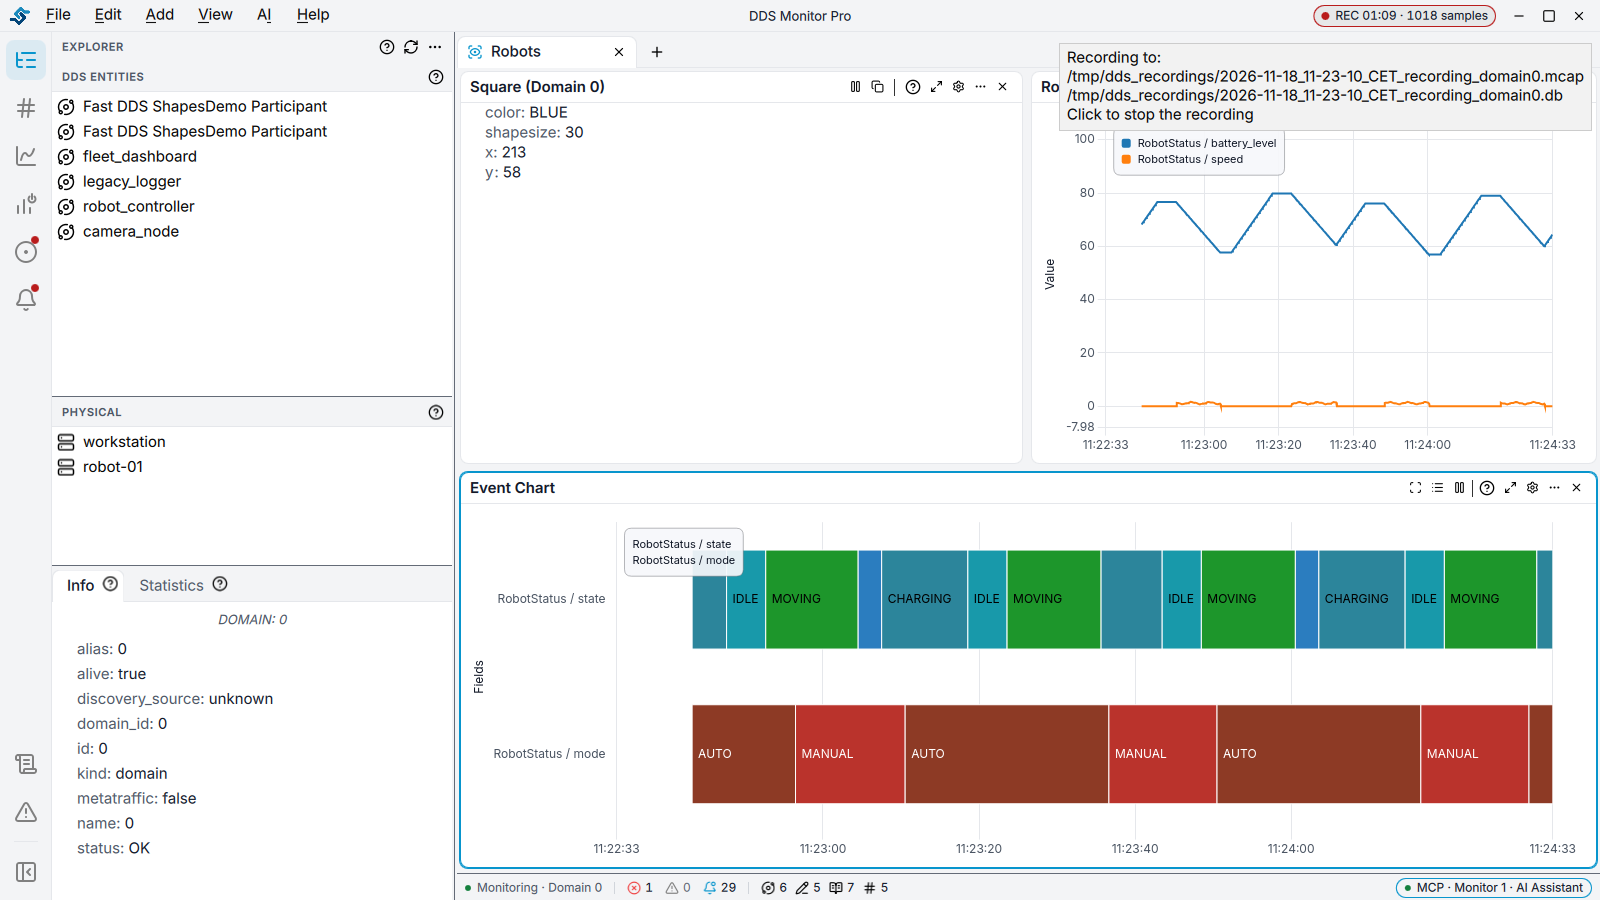 File Edit Add View AI Help
DDS Monitor Pro
REC 01:09 · 1018 samples
EXPLORER
DDS ENTITIES
Fast DDS ShapesDemo Participant
Fast DDS ShapesDemo Participant
fleet_dashboard
legacy_logger
robot_controller
camera_node
PHYSICAL
workstation
robot-01
Info
Statistics
DOMAIN: 0
alias: 0
alive: true
discovery_source: unknown
domain_id: 0
id: 0
kind: domain
metatraffic: false
name: 0
status: OK
Robots
Square (Domain 0)
color: BLUE
shapesize: 30
x: 213
y: 58
Ro
Recording to:
/tmp/dds_recordings/2026-11-18_11-23-10_CET_recording_domain0.mcap
/tmp/dds_recordings/2026-11-18_11-23-10_CET_recording_domain0.db
Click to stop the recording
RobotStatus / battery_level
RobotStatus / speed
Value
100
80
60
40
20
0
-7.98
11:22:33 11:23:00 11:23:20 11:23:40 11:24:00 11:24:33
Event Chart
RobotStatus / state
RobotStatus / mode
Fields
RobotStatus / state
IDLE MOVING CHARGING IDLE MOVING IDLE MOVING CHARGING IDLE MOVING
RobotStatus / mode
AUTO MANUAL AUTO MANUAL AUTO MANUAL
11:22:33 11:23:00 11:23:20 11:23:40 11:24:00 11:24:33
Monitoring · Domain 0 1 0 29 6 5 7 5
MCP · Monitor 1 · AI Assistant